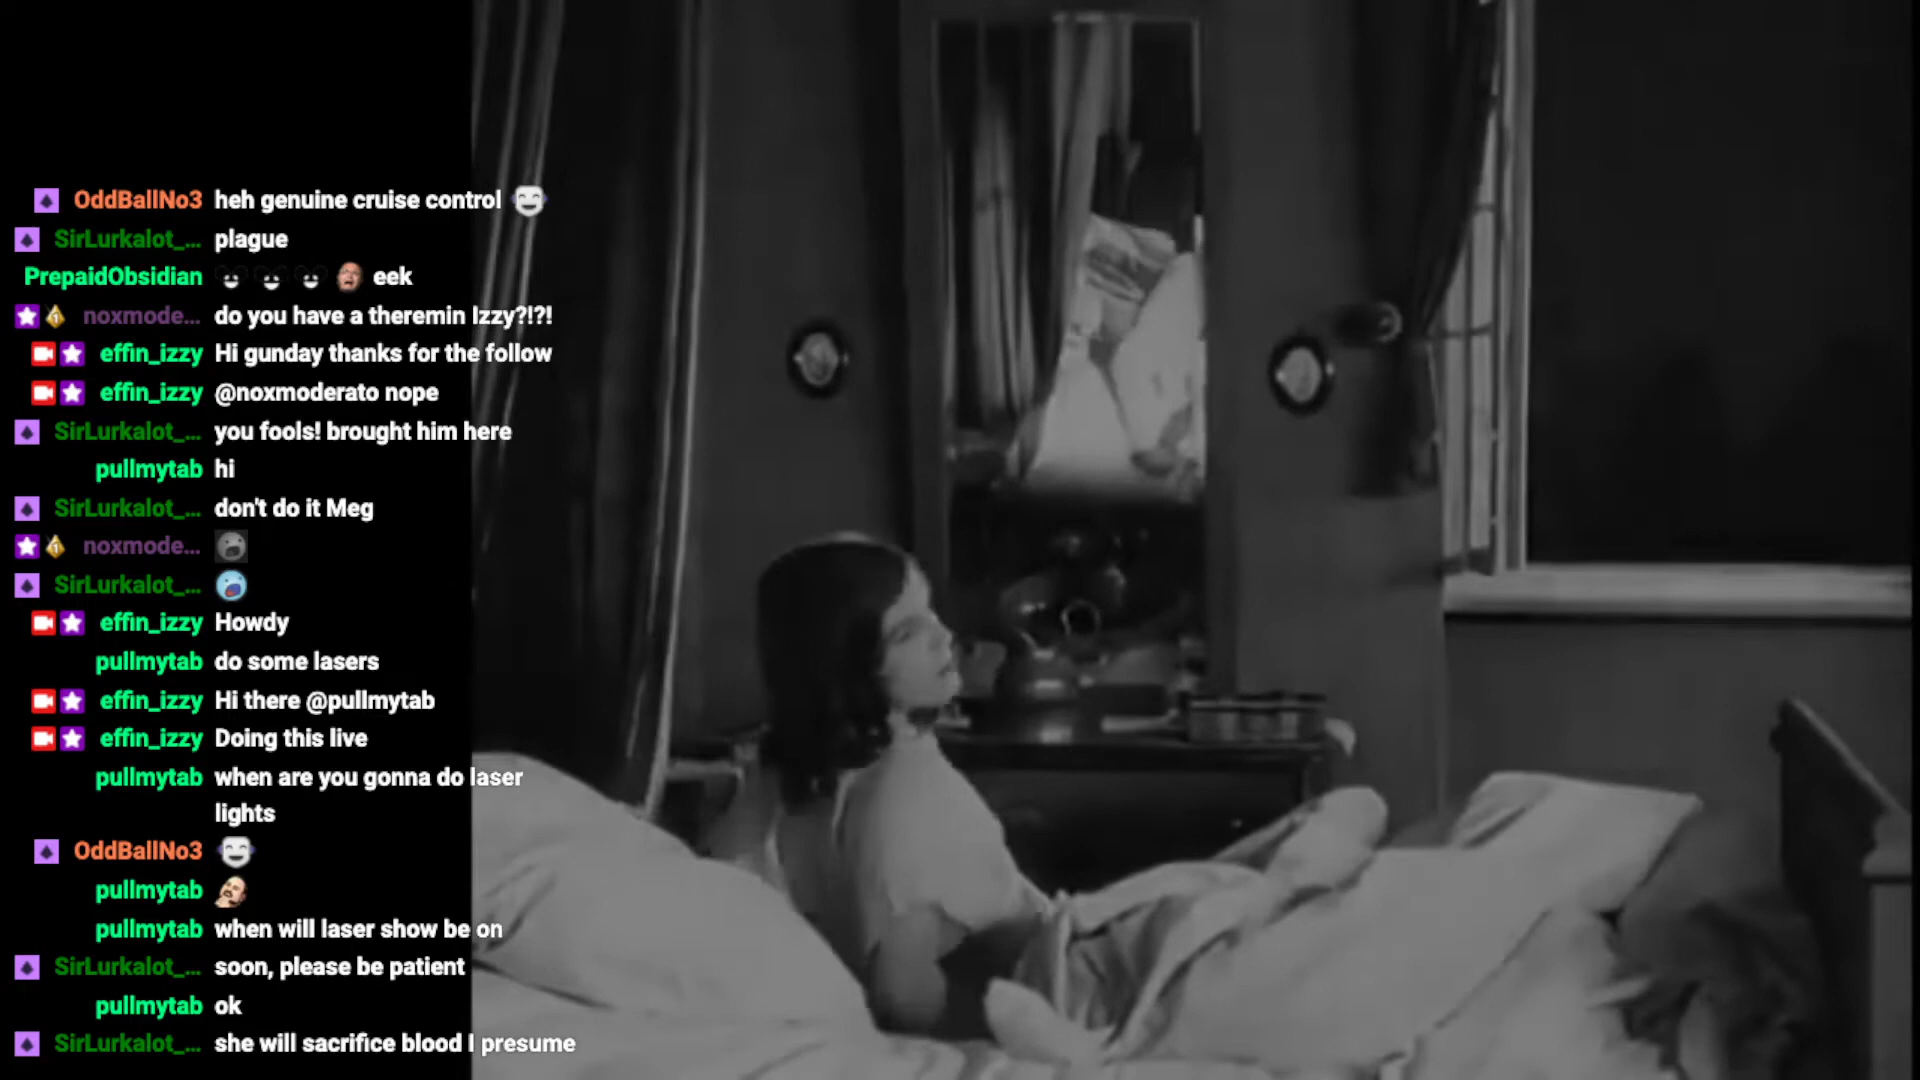 OddBallNo3 heh genuine cruise control
SirLurkalot_... plague
PrepaidObsidian eek
noxmode... do you have a theremin Izzy?!?!
effin_izzy Hi gunday thanks for the follow
effin_izzy @noxmoderato nope
SirLurkalot_... you fools! brought him here
pullmytab hi
SirLurkalot_... don't do it Meg
noxmode...
SirLurkalot_...
effin_izzy Howdy
pullmytab do some lasers
effin_izzy Hi there @pullmytab
effin_izzy Doing this live
pullmytab when are you gonna do laser
lights
OddBallNo3
pullmytab
pullmytab when will laser show be on
SirLurkalot_... soon, please be patient
pullmytab ok
SirLurkalot_... she will sacrifice blood I presume